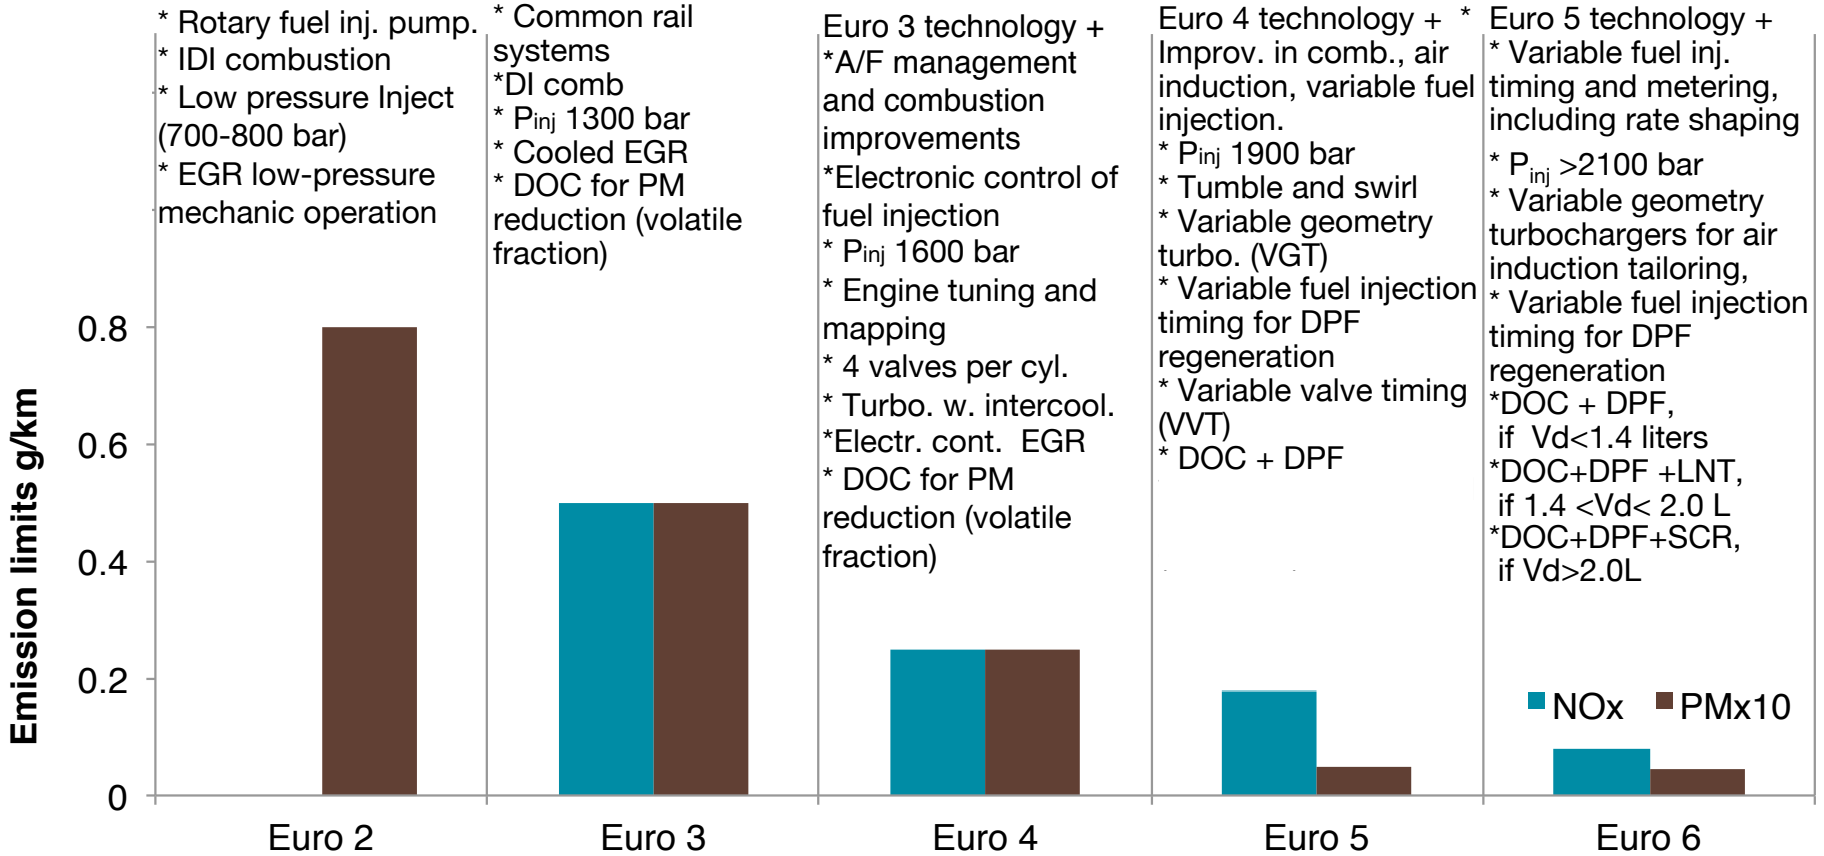 * Rotary fuel inj. pump.
* IDI combustion
* Low pressure Inject
(700-800 bar)
* EGR low-pressure
mechanic operation
* Common rail
systems
*DI comb
* Pinj 1300 bar
* Cooled EGR
* DOC for PM
reduction (volatile
fraction)
Euro 3 technology +
*A/F management
and combustion
improvements
*Electronic control of
fuel injection
* Pinj 1600 bar
* Engine tuning and
mapping
* 4 valves per cyl.
* Turbo. w. intercool.
*Electr. cont. EGR
* DOC for PM
reduction (volatile
fraction)
Euro 4 technology + *
Improv. in comb., air
induction, variable fuel
injection.
* Pinj 1900 bar
* Tumble and swirl
* Variable geometry
turbo. (VGT)
* Variable fuel injection
timing for DPF
regeneration
* Variable valve timing
(VVT)
* DOC + DPF
Euro 5 technology +
* Variable fuel inj.
timing and metering,
including rate shaping
* Pinj >2100 bar
* Variable geometry
turbochargers for air
induction tailoring,
* Variable fuel injection
timing for DPF
regeneration
*DOC + DPF,
if Vd<1.4 liters
*DOC+DPF +LNT,
if 1.4 <Vd< 2.0 L
*DOC+DPF+SCR,
if Vd>2.0L
Emission limits g/km
0.8
0.6
0.4
0.2
0
NOx
PMx10
Euro 2
Euro 3
Euro 4
Euro 5
Euro 6